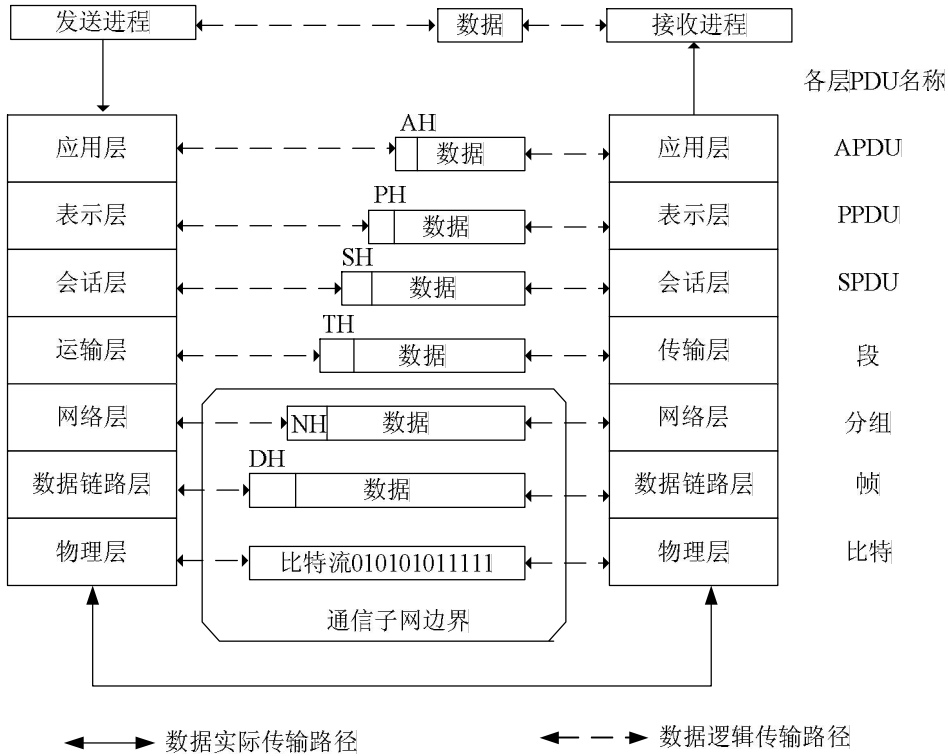 发送进程 数据 接收进程
各层PDU名称
AH
应用层 数据 应用层 APDU
PH
表示层 数据 表示层 PPDU
SH
会话层 数据 会话层 SPDU
TH
运输层 数据 传输层 段
网络层 NH 数据 网络层 分组
DH
数据链路层 数据 数据链路层 帧
物理层 比特流010101011111 物理层 比特
通信子网边界
数据实际传输路径 数据逻辑传输路径